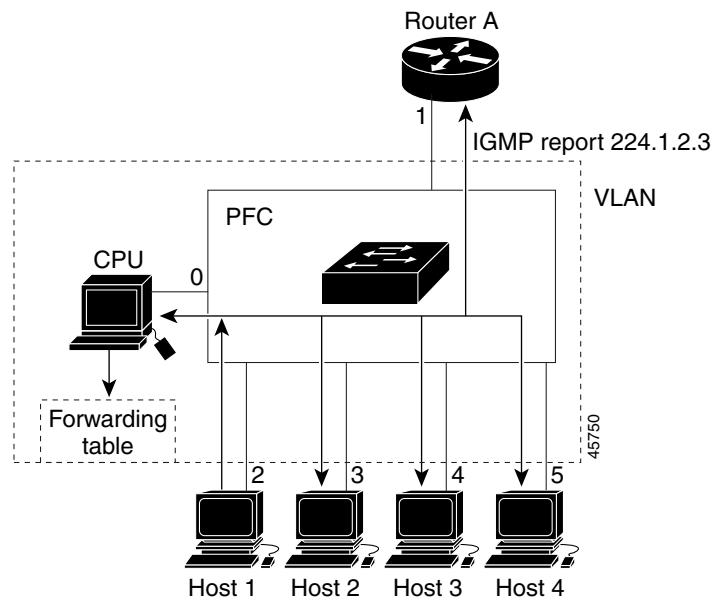 Router A
1
IGMP report 224.1.2.3
VLAN
PFC
CPU
0
Forwarding
table
45750
2
3
4
5
Host 1
Host 2
Host 3
Host 4